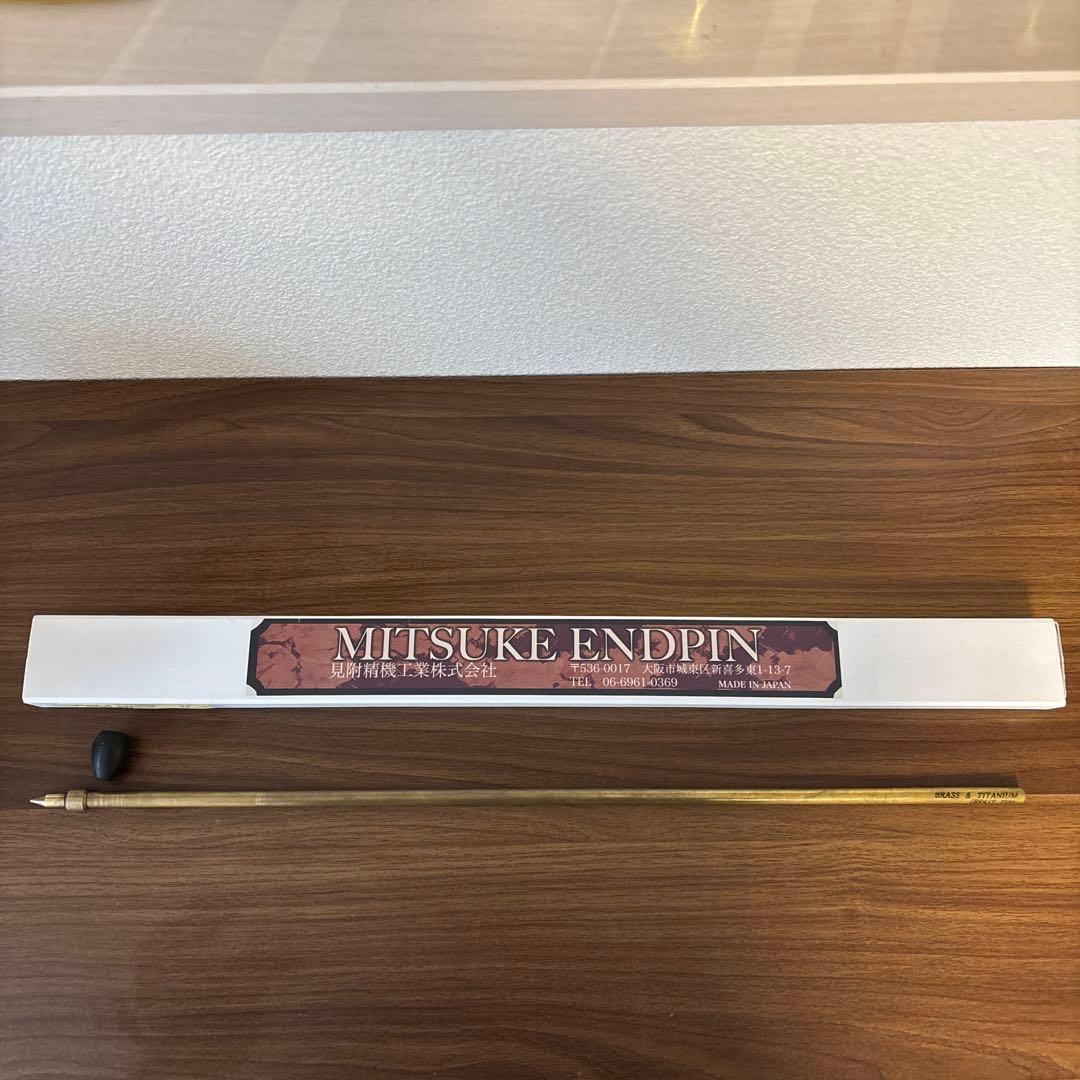 MITSUKE ENDPIN
見附精機工業株式会社
〒536-0017 大阪市城東区新喜多東1-13-7
TEL 06-6961-0369
MADE IN JAPAN
BRASS & TITANIUM